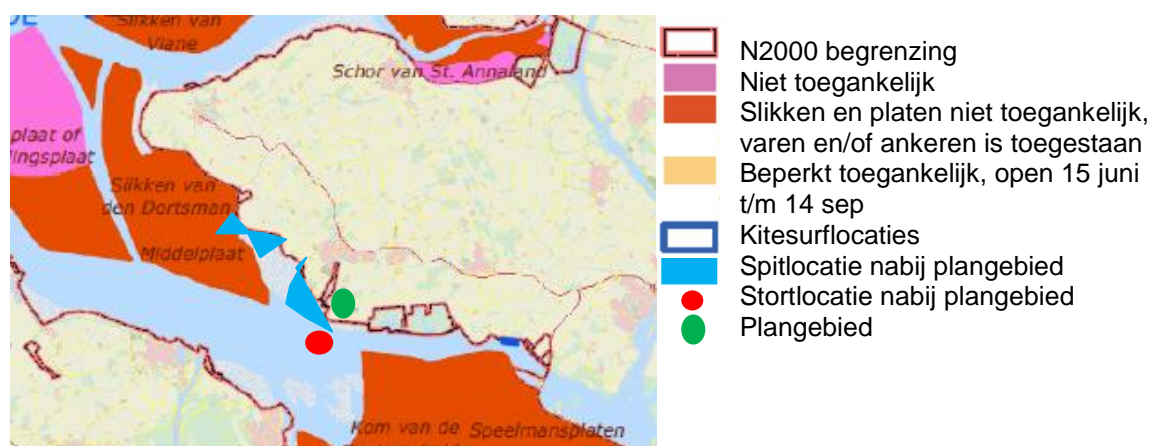 DE
Slikken van
Viane
Schor van St. Annaland
plaat of
lingsplaat
Slikken van
den Dortsman
Middelplaat
Kom van de
Speelmansplaten
N2000 begrenzing
Niet toegankelijk
Slikken en platen niet toegankelijk,
varen en/of ankeren is toegestaan
Beperkt toegankelijk, open 15 juni
t/m 14 sep
Kitesurflocaties
Spitlocatie nabij plangebied
Stortlocatie nabij plangebied
Plangebied